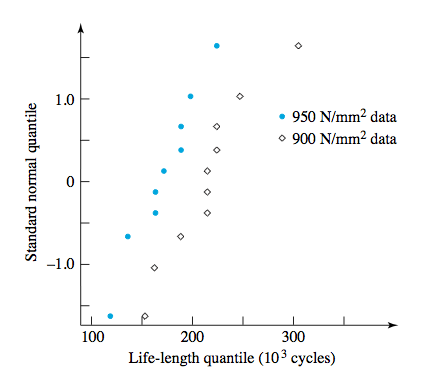 1.0
0
–1.0
Standard normal quantile
950 N/mm² data
900 N/mm² data
100 200 300
Life-length quantile (10³ cycles)